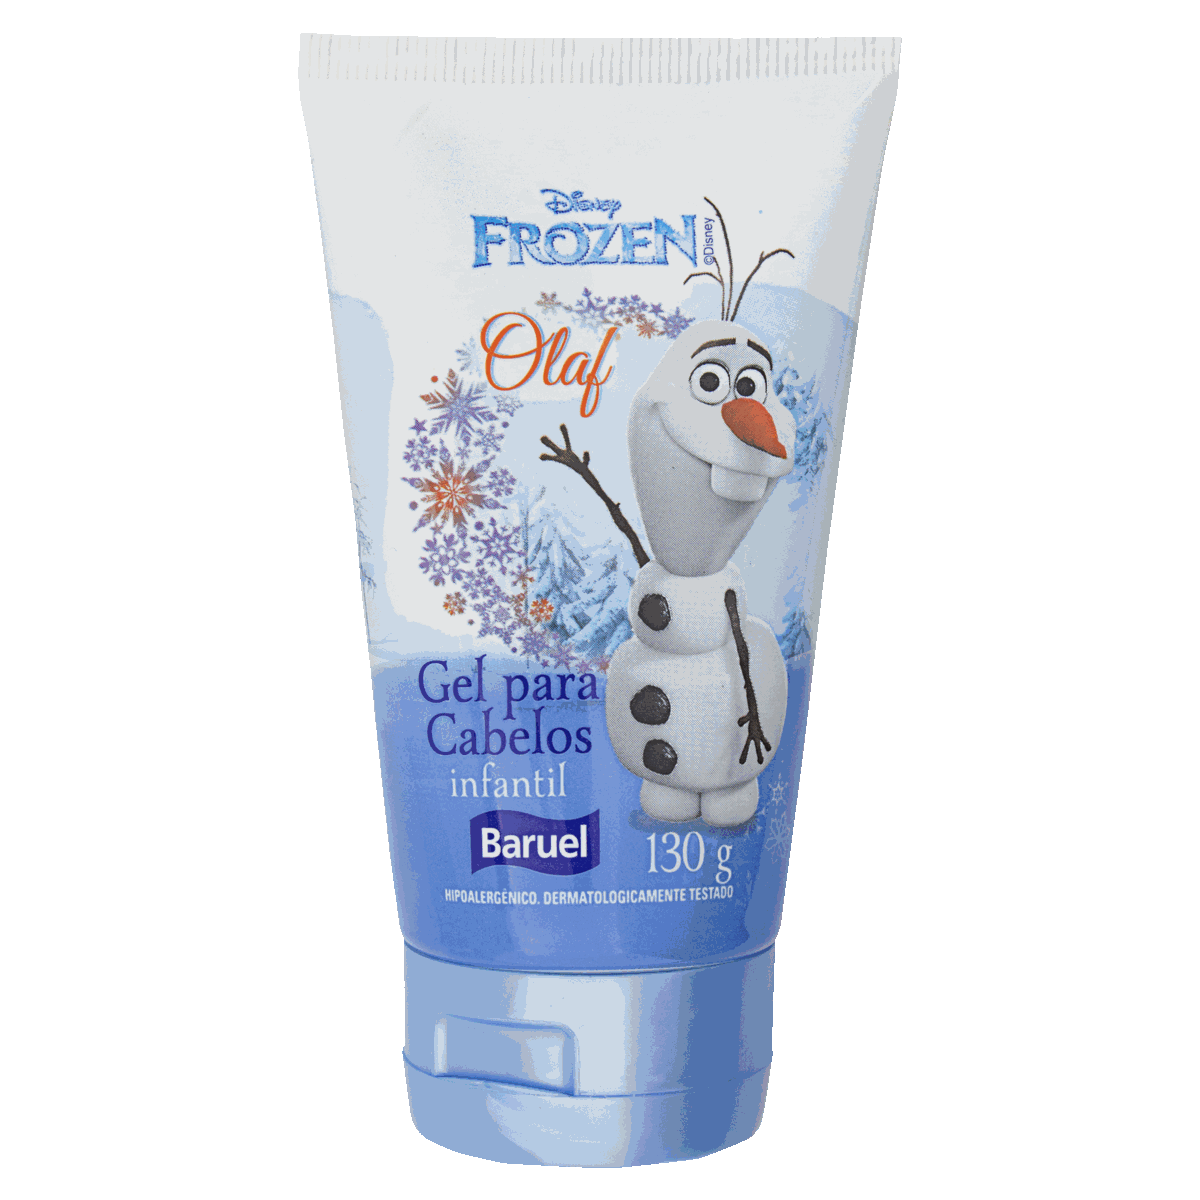 Disney
FROZEN
©Disney
Olaf
Gel para
Cabelos
infantil
Baruel
130 g
HIPOALERGÊNICO. DERMATOLOGICAMENTE TESTADO